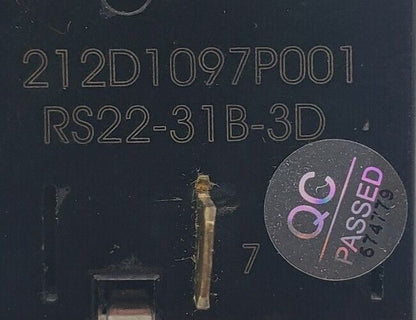 212D1097P001
RS22-31B-3D
QC
PASSED
674779
7